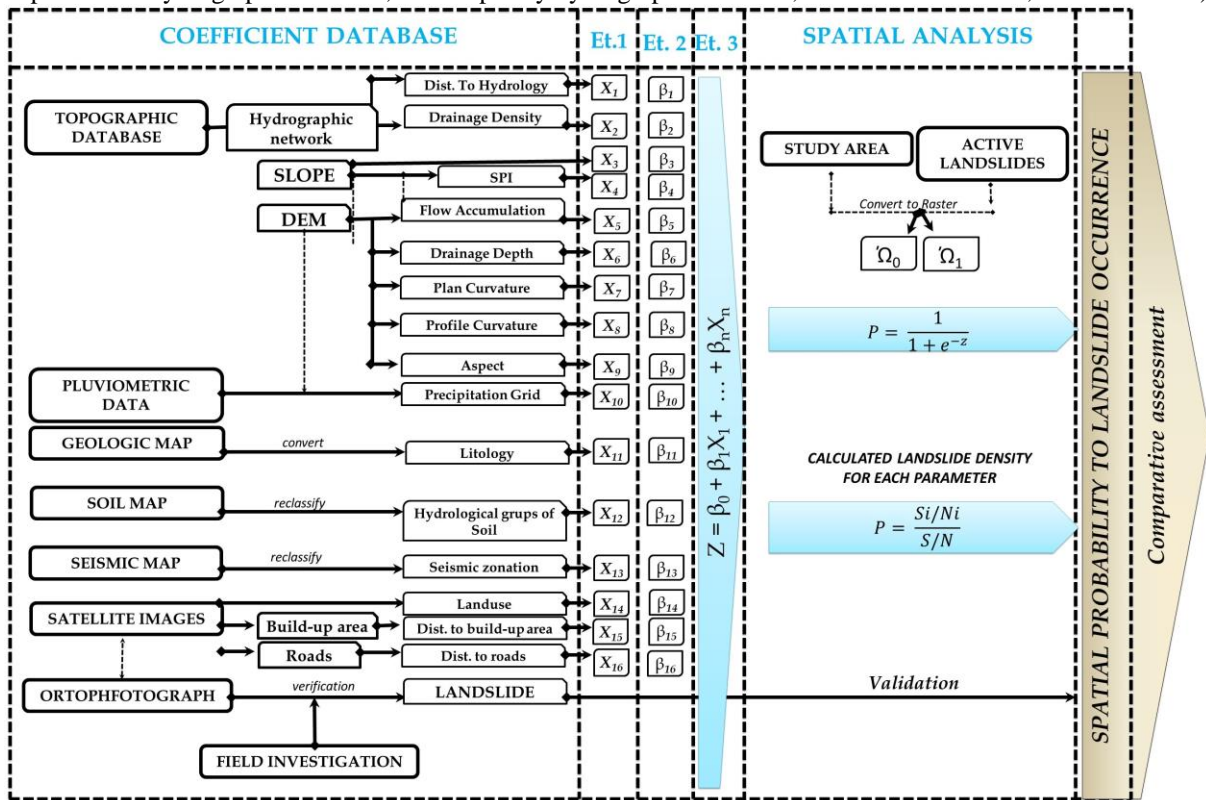 COEFFICIENT DATABASE
Et.1
Et. 2
Et. 3
SPATIAL ANALYSIS
TOPOGRAPHIC
DATABASE
Hydrographic
network
Dist. To Hydrology
Drainage Density
SLOPE
SPI
DEM
Flow Accumulation
Drainage Depth
Plan Curvature
Profile Curvature
Aspect
PLUVIOMETRIC
DATA
Precipitation Grid
GEOLOGIC MAP
convert
Litology
SOIL MAP
reclassify
Hydrological grups of
Soil
SEISMIC MAP
reclassify
Seismic zonation
SATELLITE IMAGES
Landuse
Build-up area
Dist. to build-up area
Roads
Dist. to roads
ORTOPHFOTOGRAPH
verification
LANDSLIDE
FIELD INVESTIGATION
X1
X2
X3
X4
X5
X6
X7
X8
X9
X10
X11
X12
X13
X14
X15
X16
β1
β2
β3
β4
β5
β6
β7
β8
β9
β10
β11
β12
β13
β14
β15
β16
Z = β0 + β1X1 + ... + βnXn
STUDY AREA
ACTIVE
LANDSLIDES
Convert to Raster
Ώ0
Ώ1
P = 1 / 1 + e^−z
CALCULATED LANDSLIDE DENSITY
FOR EACH PARAMETER
P = Si/Ni / S/N
Validation
SPATIAL PROBABILITY TO LANDSLIDE OCCURRENCE
Comparative assessment